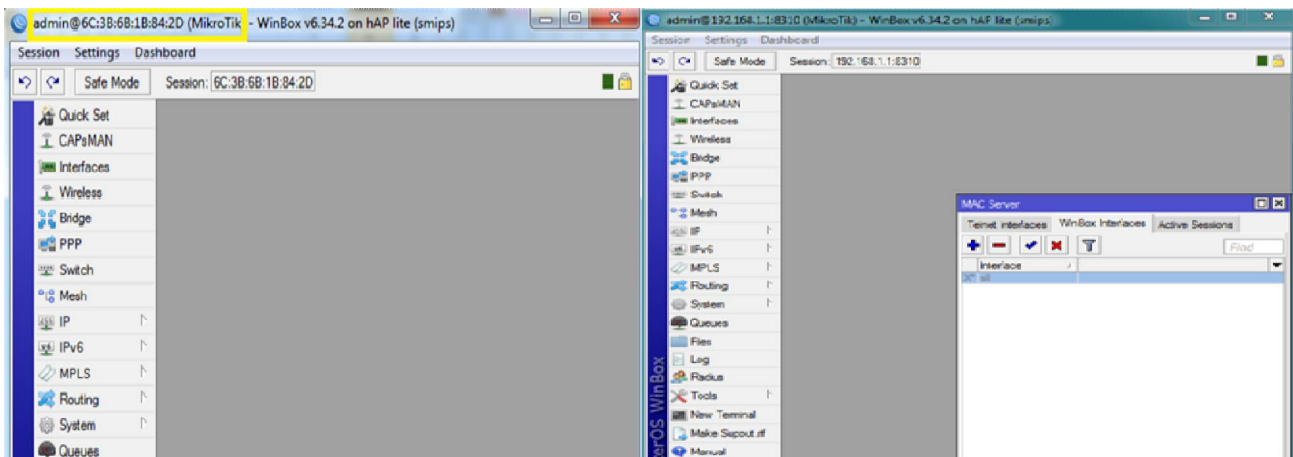 admin@6C:3B:6B:1B:84:2D (MikroTik) - WinBox v6.34.2 on hAP lite (smips)
Session Settings Dashboard
Safe Mode Session: 6C:3B:6B:1B:84:2D
Quick Set
CAPsMAN
Interfaces
Wireless
Bridge
PPP
Switch
Mesh
IP
IPv6
MPLS
Routing
System
Queues
admin@192.168.1.1:8310 (MikroTik) - WinBox v6.34.2 on hAP lite (smips)
Session Settings Dashboard
Safe Mode Session: 192.168.1.1:8310
Quick Set
CAPsMAN
Interfaces
Wireless
Bridge
PPP
Switch
Mesh
IP
IPv6
MPLS
Routing
System
Queues
Files
Log
Radius
Tools
New Terminal
Make Supout.rif
Manual
erOS WinBox
MAC Server
Telnet Interfaces WinBox Interfaces Active Sessions
Find
Interface
all